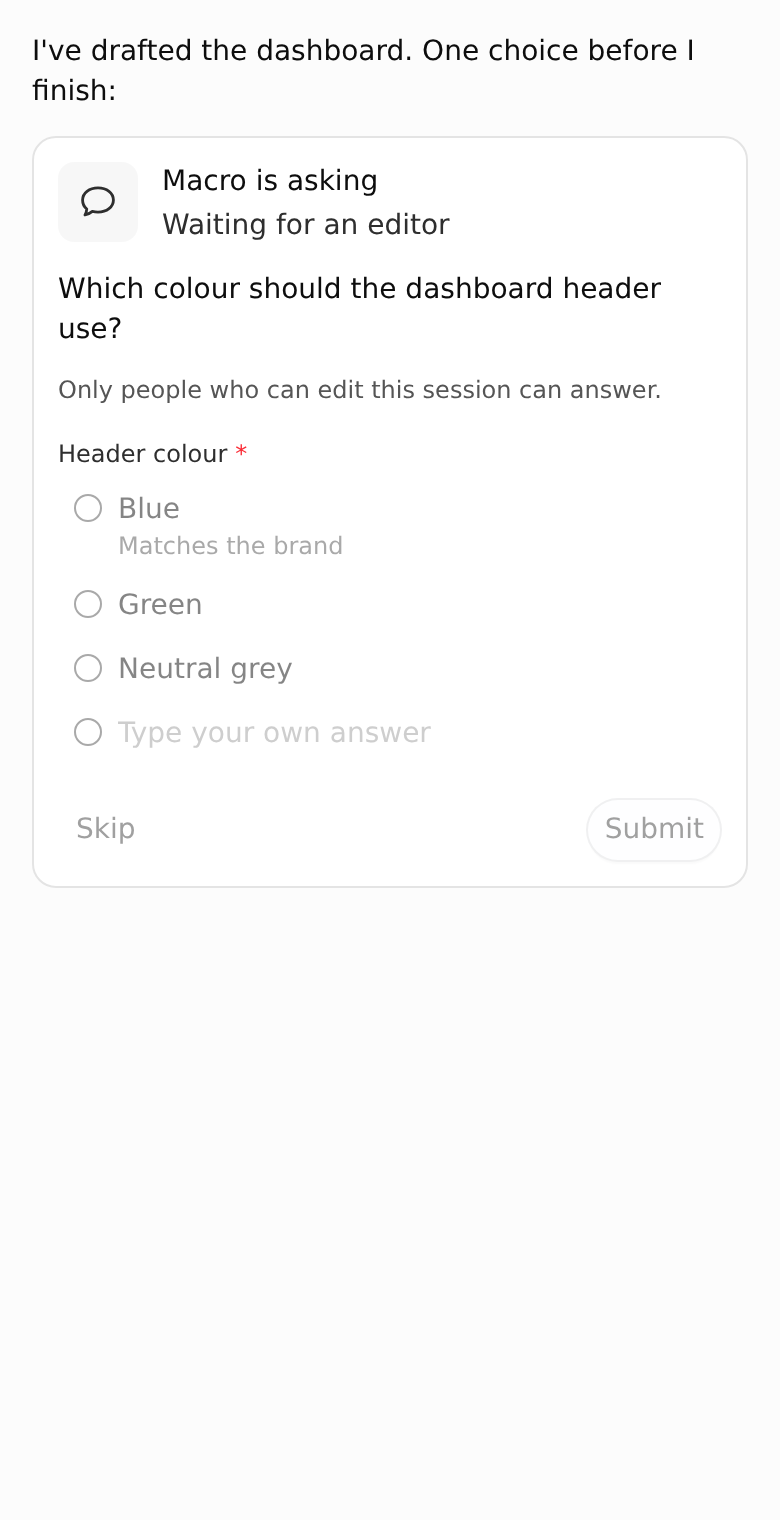 I've drafted the dashboard. One choice before I
finish:
Macro is asking
Waiting for an editor
Which colour should the dashboard header
use?
Only people who can edit this session can answer.
Header colour *
Blue
Matches the brand
Green
Neutral grey
Type your own answer
Skip
Submit